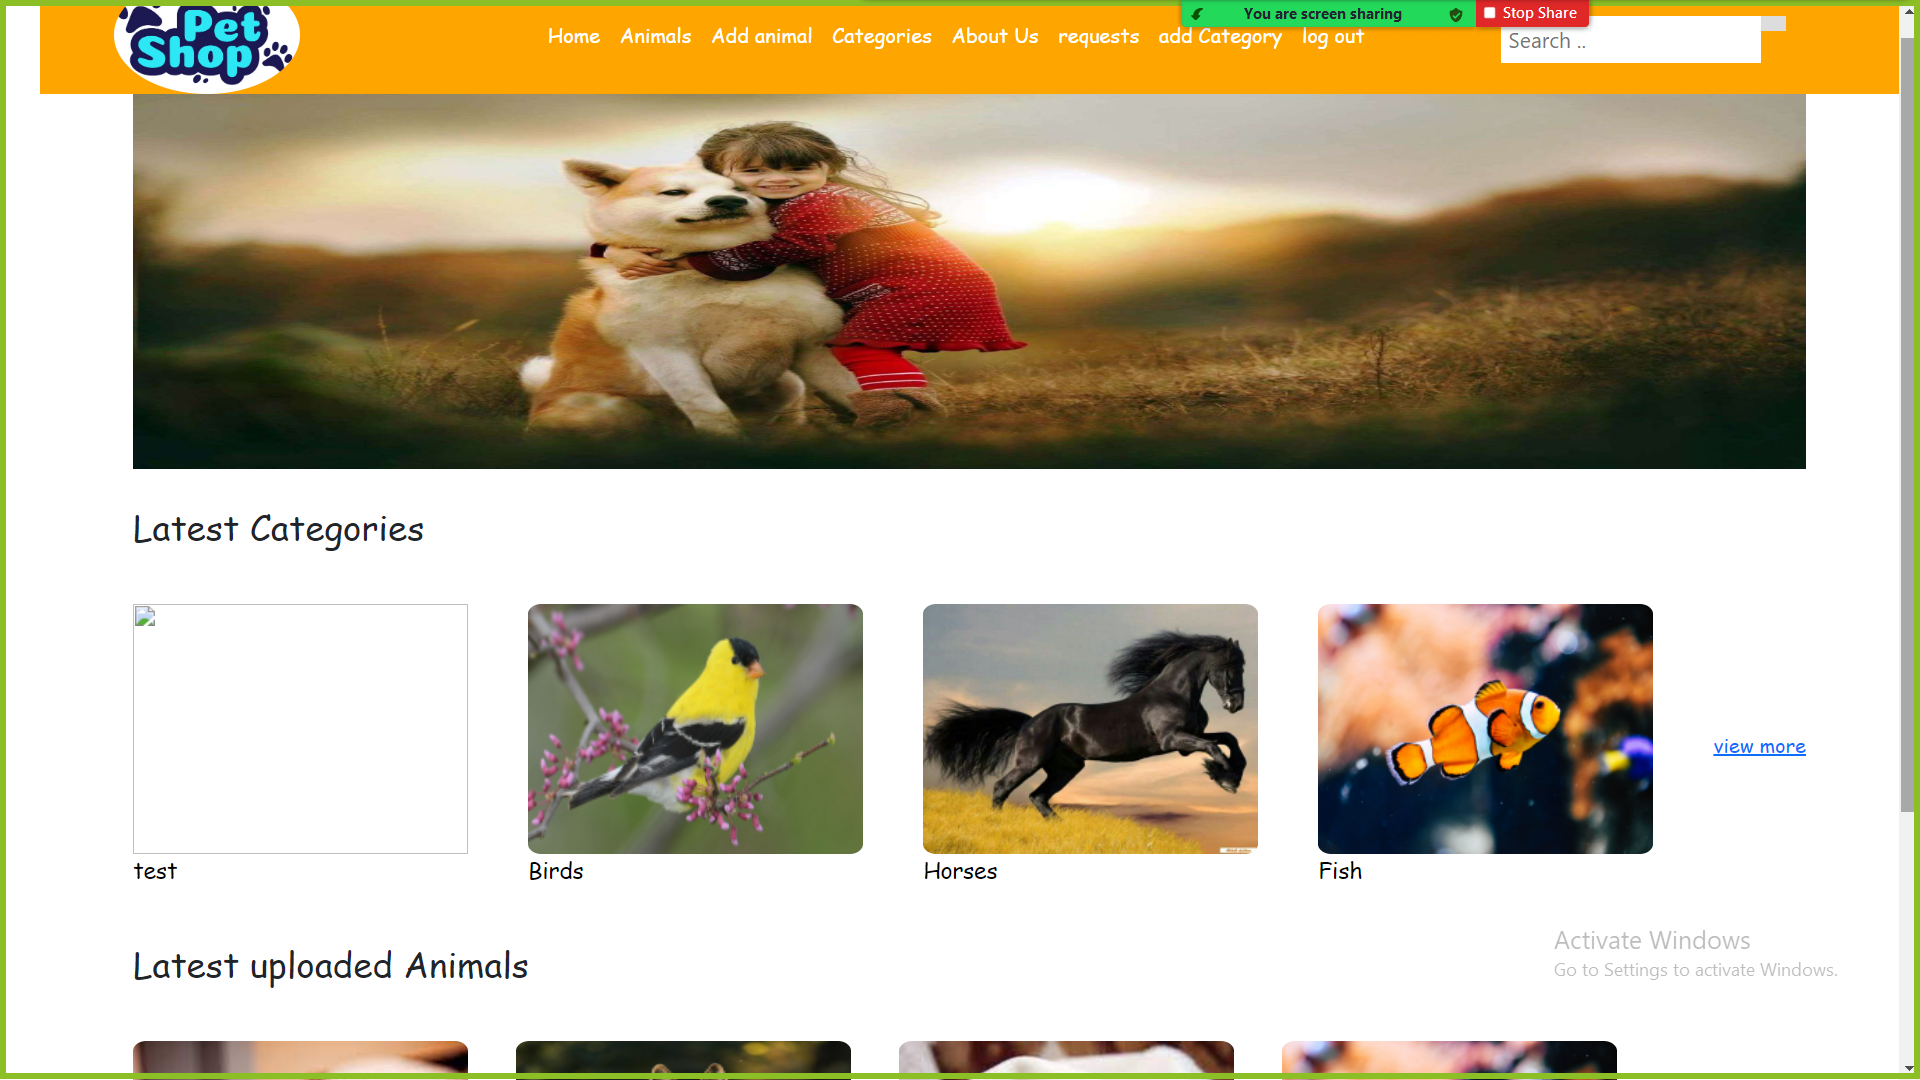 You are screen sharing
Stop Share
Pet
Shop
Home Animals Add animal Categories About Us requests add Category log out
Search ..
Latest Categories
view more
test Birds Horses Fish
Activate Windows
Go to Settings to activate Windows.
Latest uploaded Animals